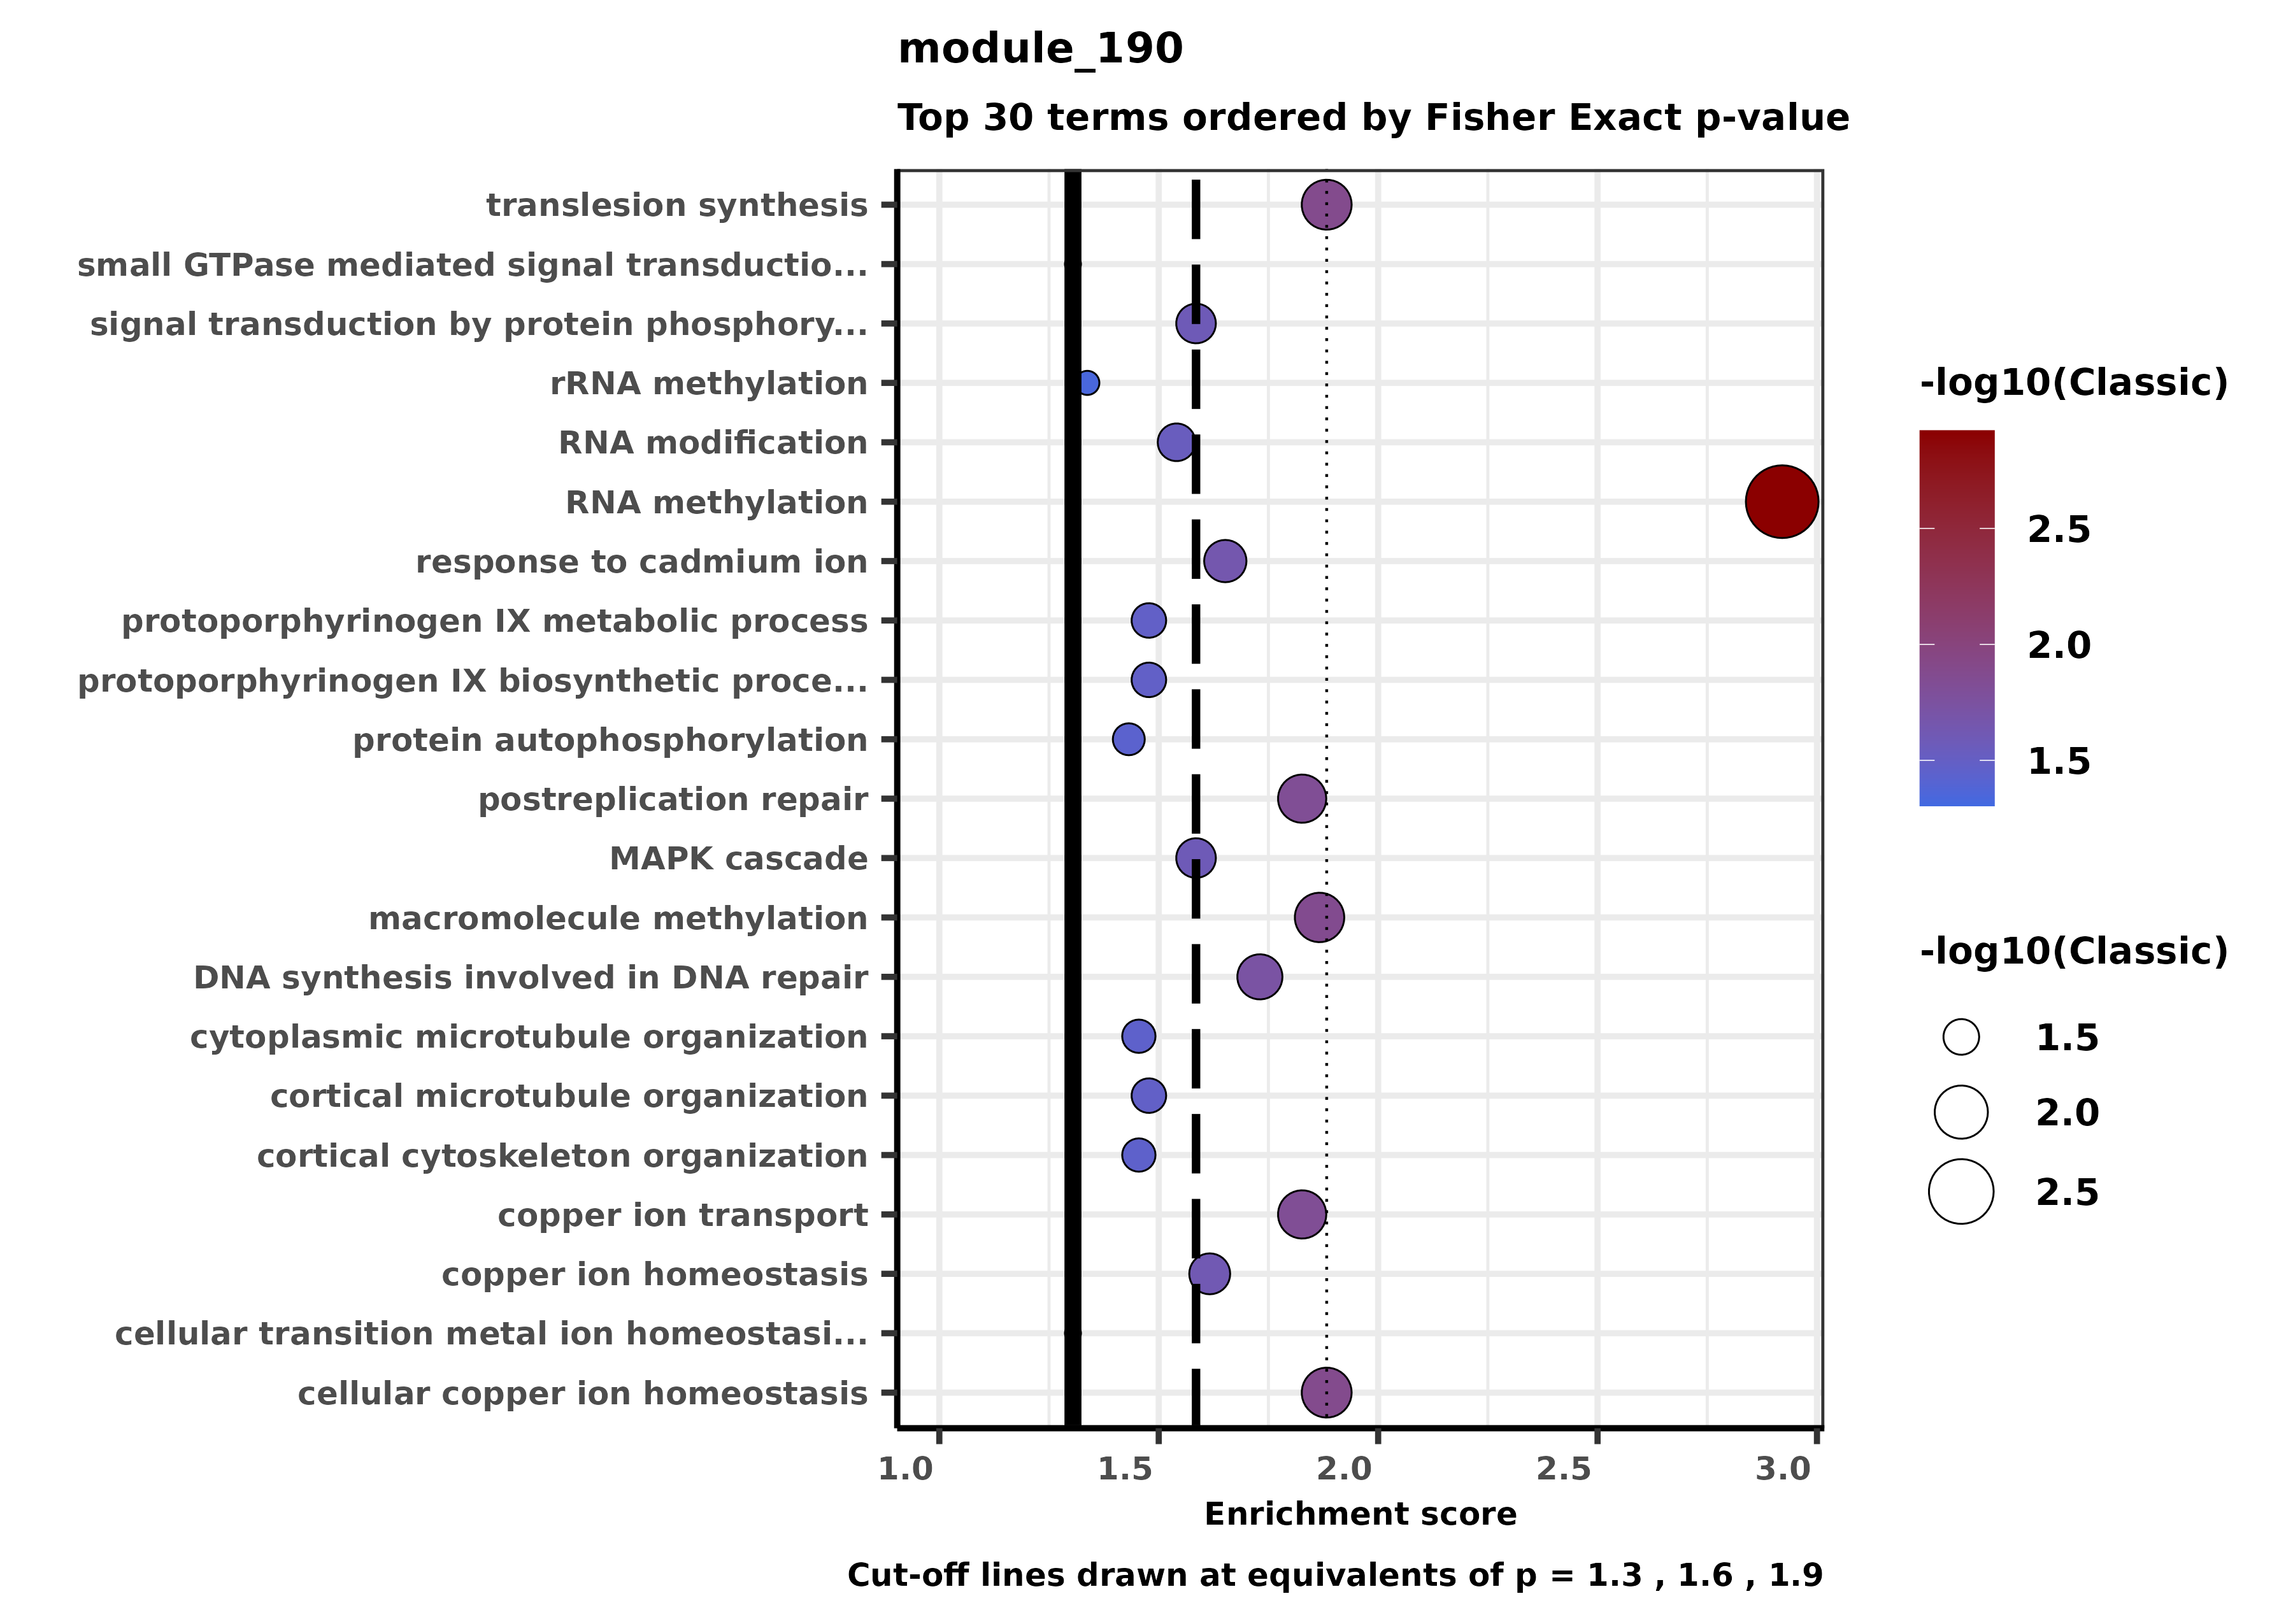 module_190
Top 30 terms ordered by Fisher Exact p-value
translesion synthesis
small GTPase mediated signal transductio...
signal transduction by protein phosphory...
rRNA methylation
RNA modification
RNA methylation
response to cadmium ion
protoporphyrinogen IX metabolic process
protoporphyrinogen IX biosynthetic proce...
protein autophosphorylation
postreplication repair
MAPK cascade
macromolecule methylation
DNA synthesis involved in DNA repair
cytoplasmic microtubule organization
cortical microtubule organization
cortical cytoskeleton organization
copper ion transport
copper ion homeostasis
cellular transition metal ion homeostasi...
cellular copper ion homeostasis
1.0 1.5 2.0 2.5 3.0
Enrichment score
Cut-off lines drawn at equivalents of p = 1.3 , 1.6 , 1.9
-log10(Classic)
2.5
2.0
1.5
-log10(Classic)
1.5
2.0
2.5